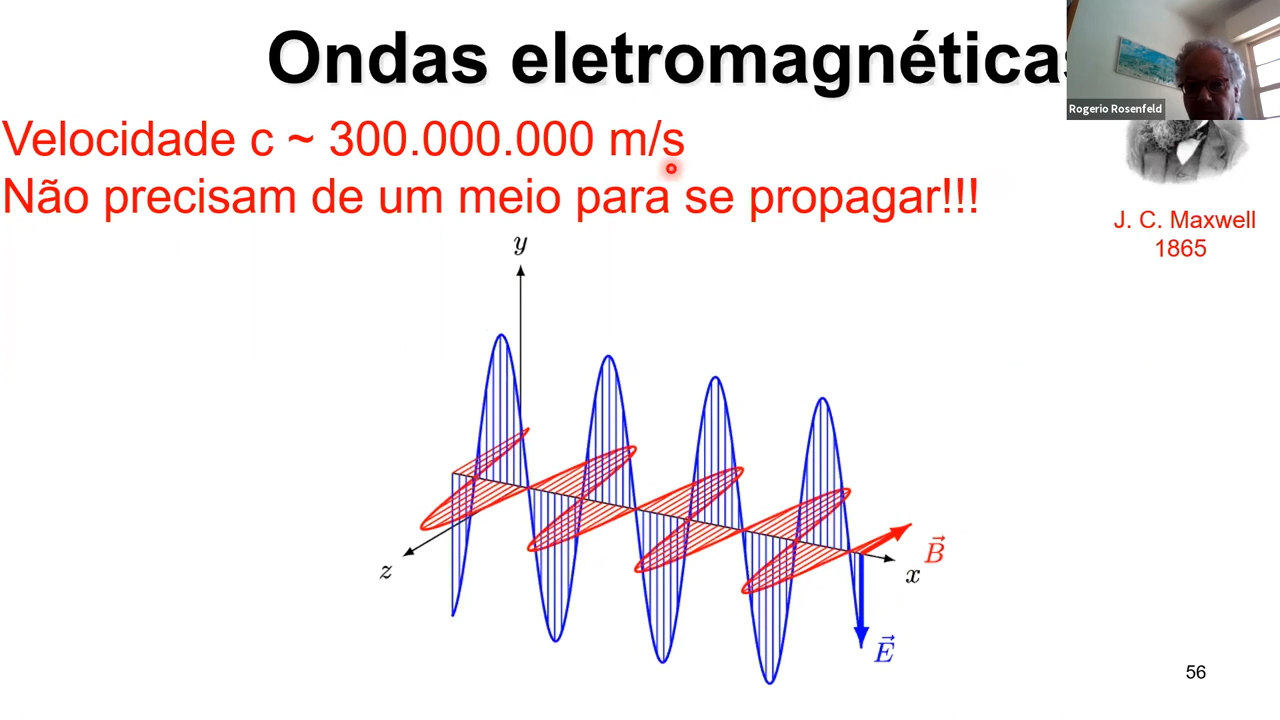 Ondas eletromagnéticas
Rogerio Rosenfeld
Velocidade c ~ 300.000.000 m/s
Não precisam de um meio para se propagar!!!
J. C. Maxwell
1865
y
z
x
B
E
56